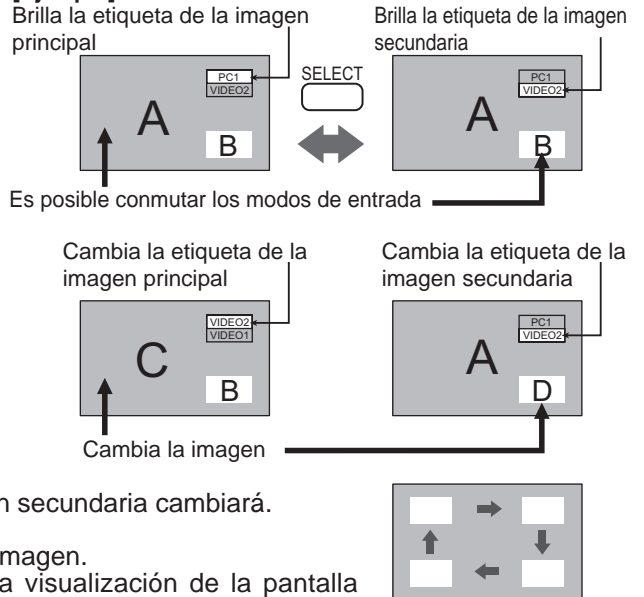 Brilla la etiqueta de la imagen
principal
Brilla la etiqueta de la imagen
secundaria
PC1
VIDEO2
A
B
SELECT
PC1
VIDEO2
A
B
Es posible conmutar los modos de entrada
Cambia la etiqueta de la
imagen principal
Cambia la etiqueta de la
imagen secundaria
VIDEO2
VIDEO1
C
B
PC1
VIDEO2
A
D
Cambia la imagen
secundaria cambiará.
imagen.
visualización de la pantalla